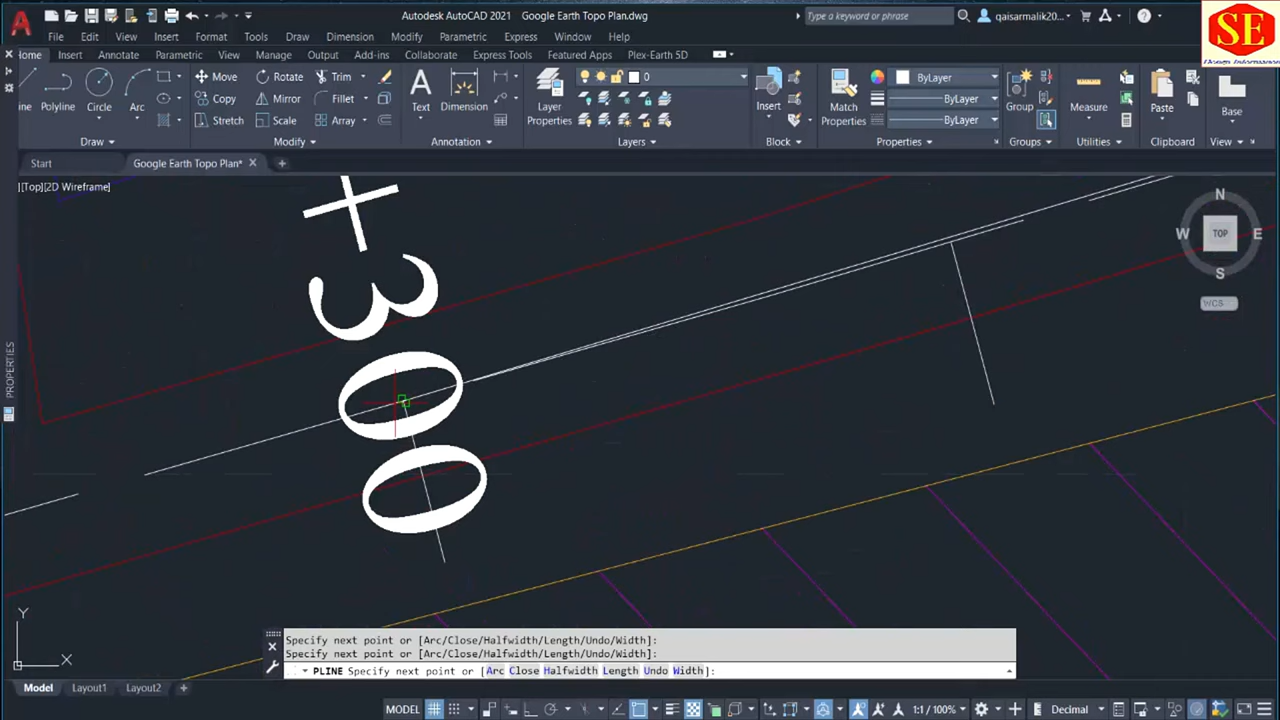 Autodesk AutoCAD 2021 Google Earth Topo Plan.dwg
Type a keyword or phrase
qaisarmalik20...
SE
File Edit View Insert Format Tools Draw Dimension Modify Parametric Express Window Help
Home Insert Annotate Parametric View Manage Output Add-ins Collaborate Express Tools Featured Apps Plex-Earth 5D
Polyline Circle Arc
Move Rotate Trim
Copy Mirror Fillet
Stretch Scale Array
Text Dimension
Layer Properties
0
Insert
Match Properties
ByLayer
ByLayer
ByLayer
Group
Measure
Paste
Base
Draw Modify Annotation Layers Block Properties Groups Utilities Clipboard View
Start
Google Earth Topo Plan*
[Top][2D Wireframe]
+300
N
W TOP E
S
WCS
PROPERTIES
Y
X
Specify next point or [Arc/Close/Halfwidth/Length/Undo/Width]:
Specify next point or [Arc/Close/Halfwidth/Length/Undo/Width]:
PLINE Specify next point or [Arc Close Halfwidth Length Undo Width]:
Model Layout1 Layout2
MODEL 1:1 / 100% Decimal